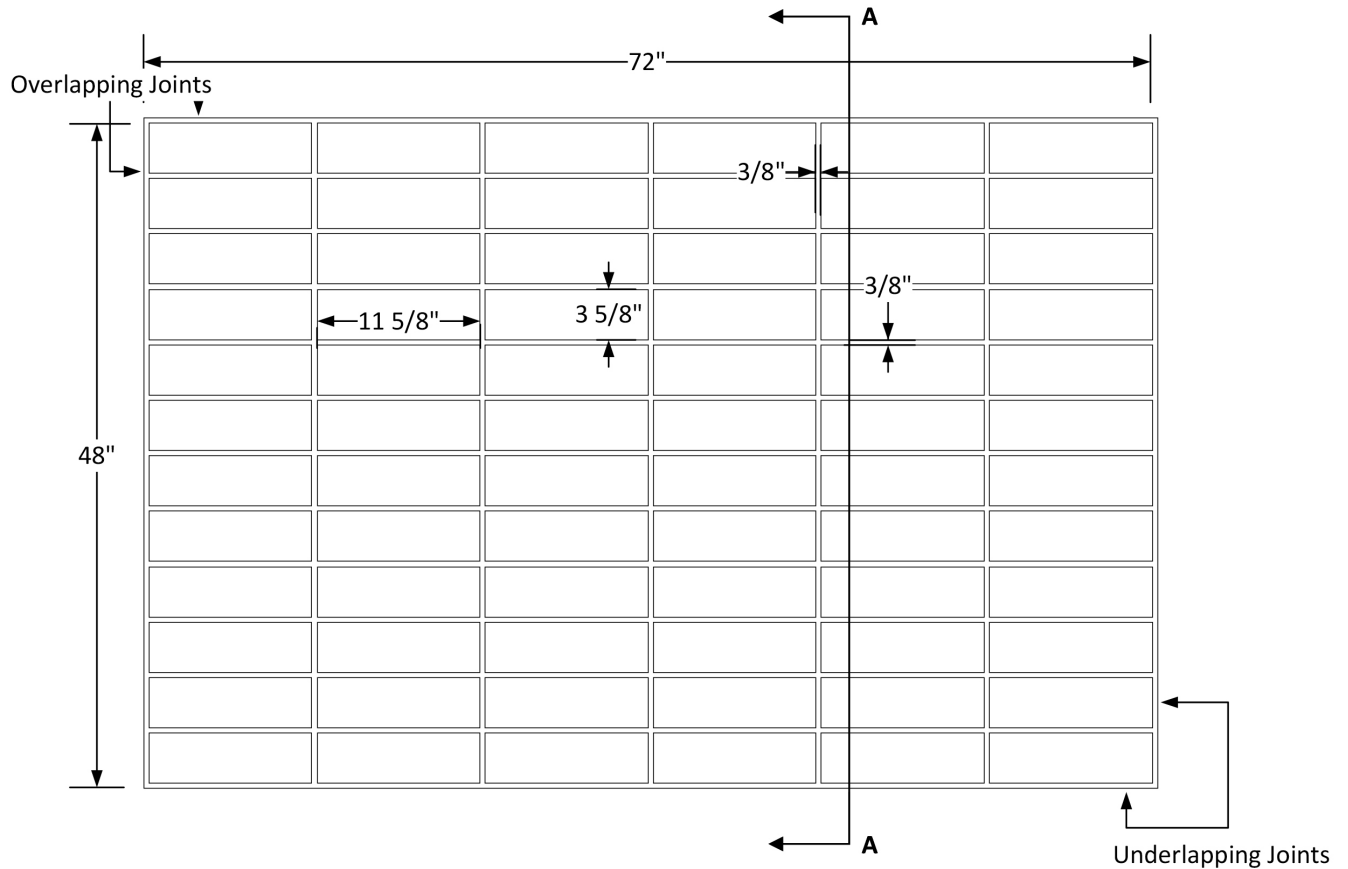 A
72"
Overlapping Joints
3/8"
3/8"
11 5/8"
3 5/8"
48"
A
Underlapping Joints